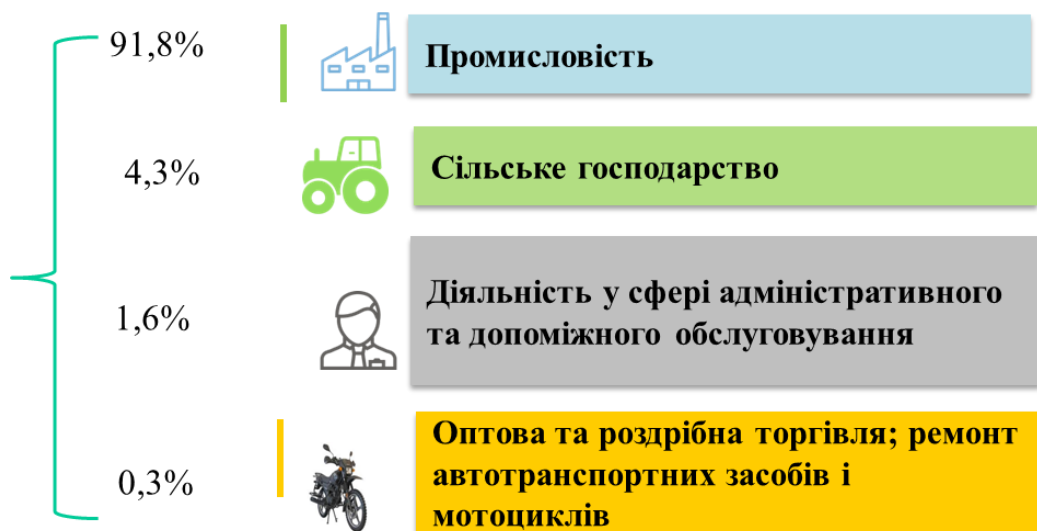 91,8%
Промисловість
4,3%
Сільське господарство
1,6%
Діяльність у сфері адміністративного
та допоміжного обслуговування
0,3%
Оптова та роздрібна торгівля; ремонт
автотранспортних засобів і
мотоциклів